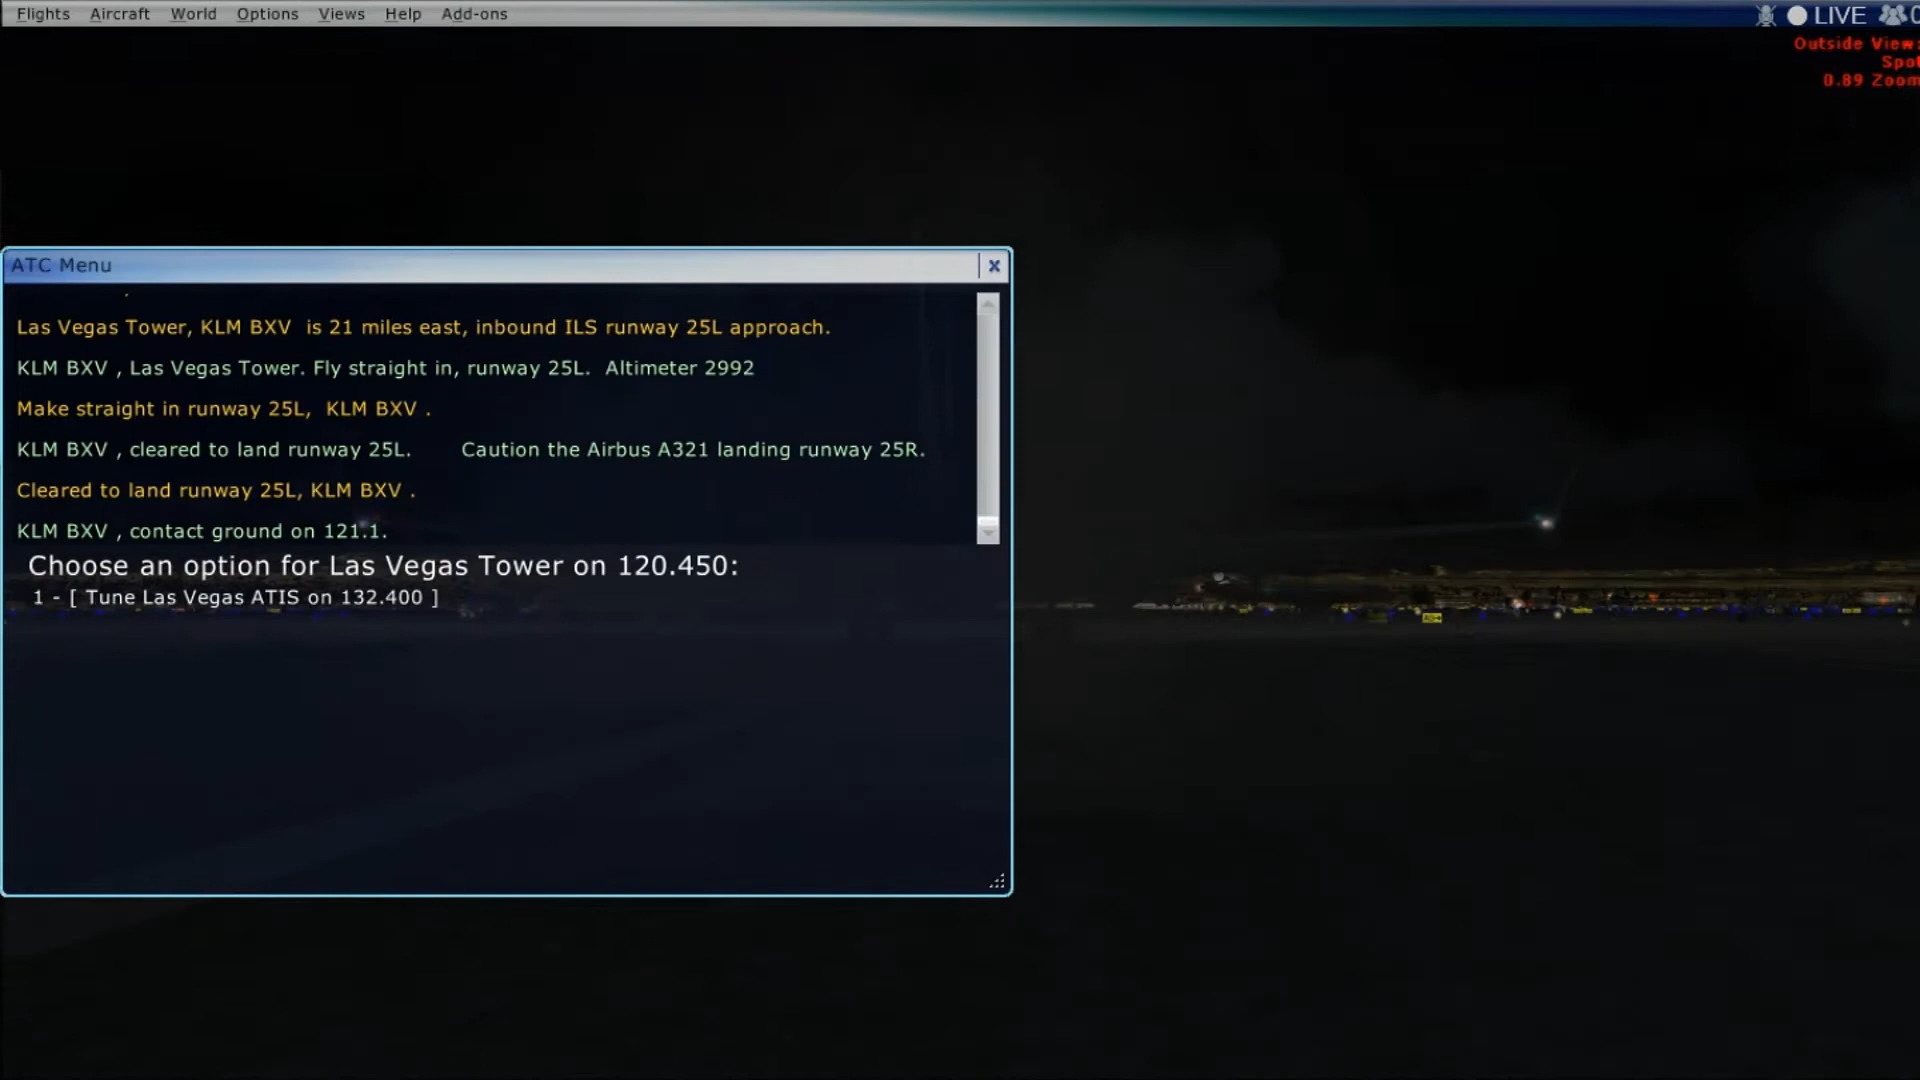 Flights Aircraft World Options Views Help Add-ons
LIVE
Outside View:
Spot
0.89 Zoom
ATC Menu
Las Vegas Tower, KLM BXV is 21 miles east, inbound ILS runway 25L approach.
KLM BXV , Las Vegas Tower. Fly straight in, runway 25L. Altimeter 2992
Make straight in runway 25L, KLM BXV .
KLM BXV , cleared to land runway 25L. Caution the Airbus A321 landing runway 25R.
Cleared to land runway 25L, KLM BXV .
KLM BXV , contact ground on 121.1.
Choose an option for Las Vegas Tower on 120.450:
1 - [ Tune Las Vegas ATIS on 132.400 ]